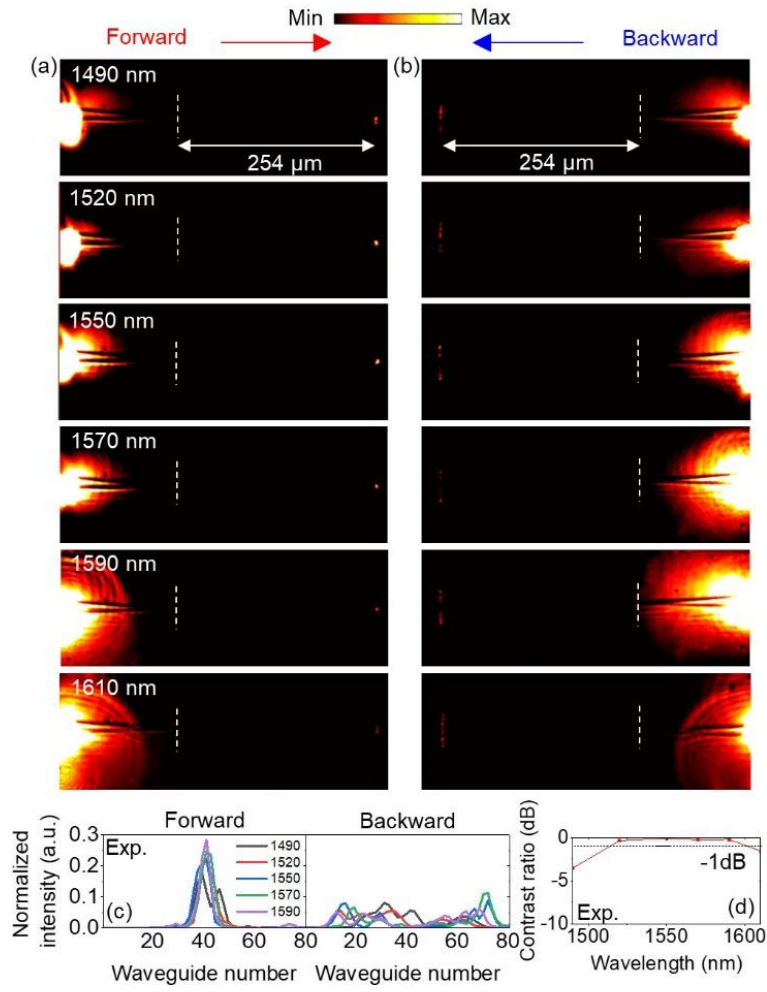 Min Max
Forward Backward
(a) (b)
1490 nm
254 μm 254 μm
1520 nm
1550 nm
1570 nm
1590 nm
1610 nm
Forward Backward
Normalized
intensity (a.u.)
0.3
0.2
0.1
0.0
Exp.
(c)
1490
1520
1550
1570
1590
20 40 60 80 20 40 60 80
Waveguide number Waveguide number
Contrast ratio (dB)
0
-5
-10
-1dB
Exp.
(d)
1500 1550 1600
Wavelength (nm)